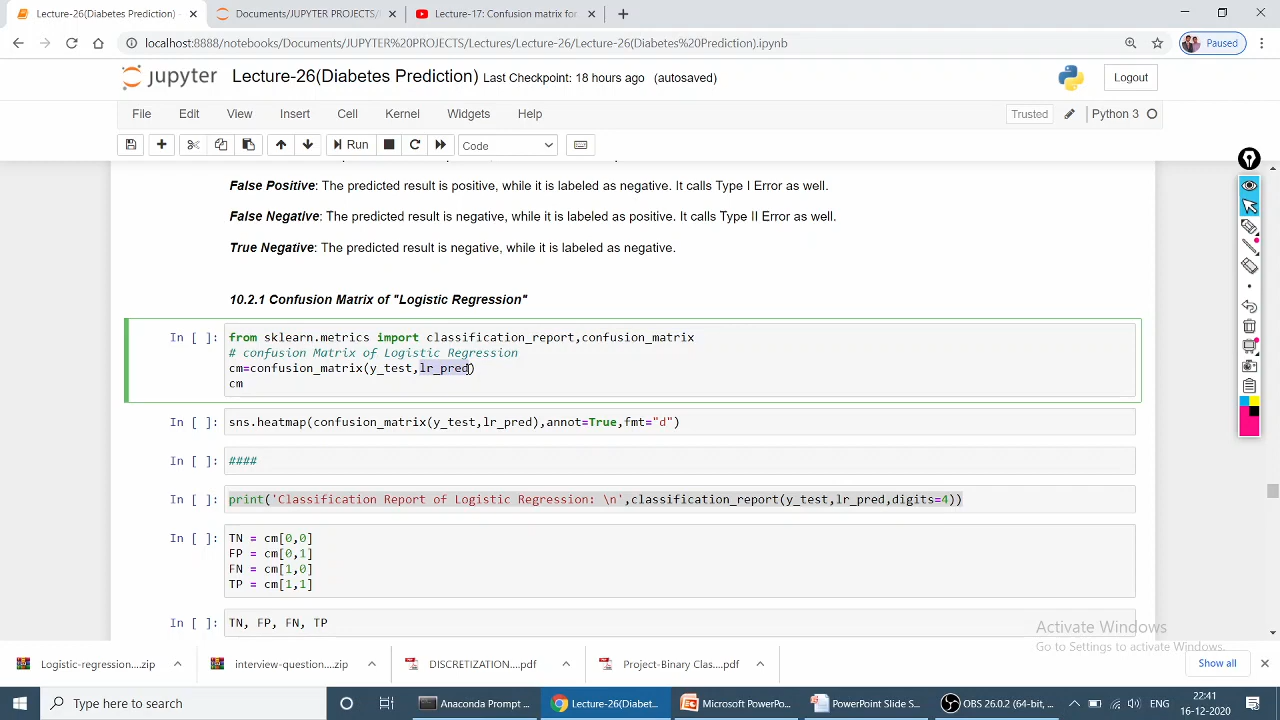 Lecture-26(Diabetes Prediction)
Documents/JUPYTER PROJECTS/
Lecture-17: Confusion matrix for
localhost:8888/notebooks/Documents/JUPYTER%20PROJECTS/Lectures/Lecture-26/Lecture-26(Diabetes%20Prediction).ipynb
Paused
jupyter Lecture-26(Diabetes Prediction) Last Checkpoint: 18 hours ago (autosaved)
Logout
File Edit View Insert Cell Kernel Widgets Help
Trusted Python 3
Run Code
False Positive: The predicted result is positive, while it is labeled as negative. It calls Type I Error as well.
False Negative: The predicted result is negative, while it is labeled as positive. It calls Type II Error as well.
True Negative: The predicted result is negative, while it is labeled as negative.
10.2.1 Confusion Matrix of "Logistic Regression"
In [ ]: from sklearn.metrics import classification_report,confusion_matrix
# confusion Matrix of Logistic Regression
cm=confusion_matrix(y_test,lr_pred)
cm
In [ ]: sns.heatmap(confusion_matrix(y_test,lr_pred),annot=True,fmt="d")
In [ ]: ####
In [ ]: print('Classification Report of Logistic Regression: \n',classification_report(y_test,lr_pred,digits=4))
In [ ]: TN = cm[0,0]
FP = cm[0,1]
FN = cm[1,0]
TP = cm[1,1]
In [ ]: TN, FP, FN, TP
Activate Windows
Go to Settings to activate Windows.
Logistic-regression....zip
interview-question....zip
DISCRETIZATION....pdf
Project-Binary Clas....pdf
Show all
Type here to search
Anaconda Prompt ...
Lecture-26(Diabet...
Microsoft PowerPo...
PowerPoint Slide S...
OBS 26.0.2 (64-bit, ...
ENG
22:41
16-12-2020